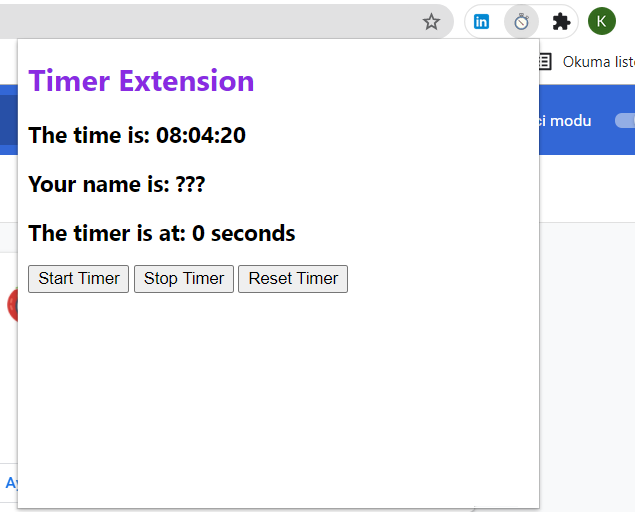 in
K
Okuma liste
Timer Extension
ci modu
The time is: 08:04:20
Your name is: ???
The timer is at: 0 seconds
Start Timer Stop Timer Reset Timer
Ay